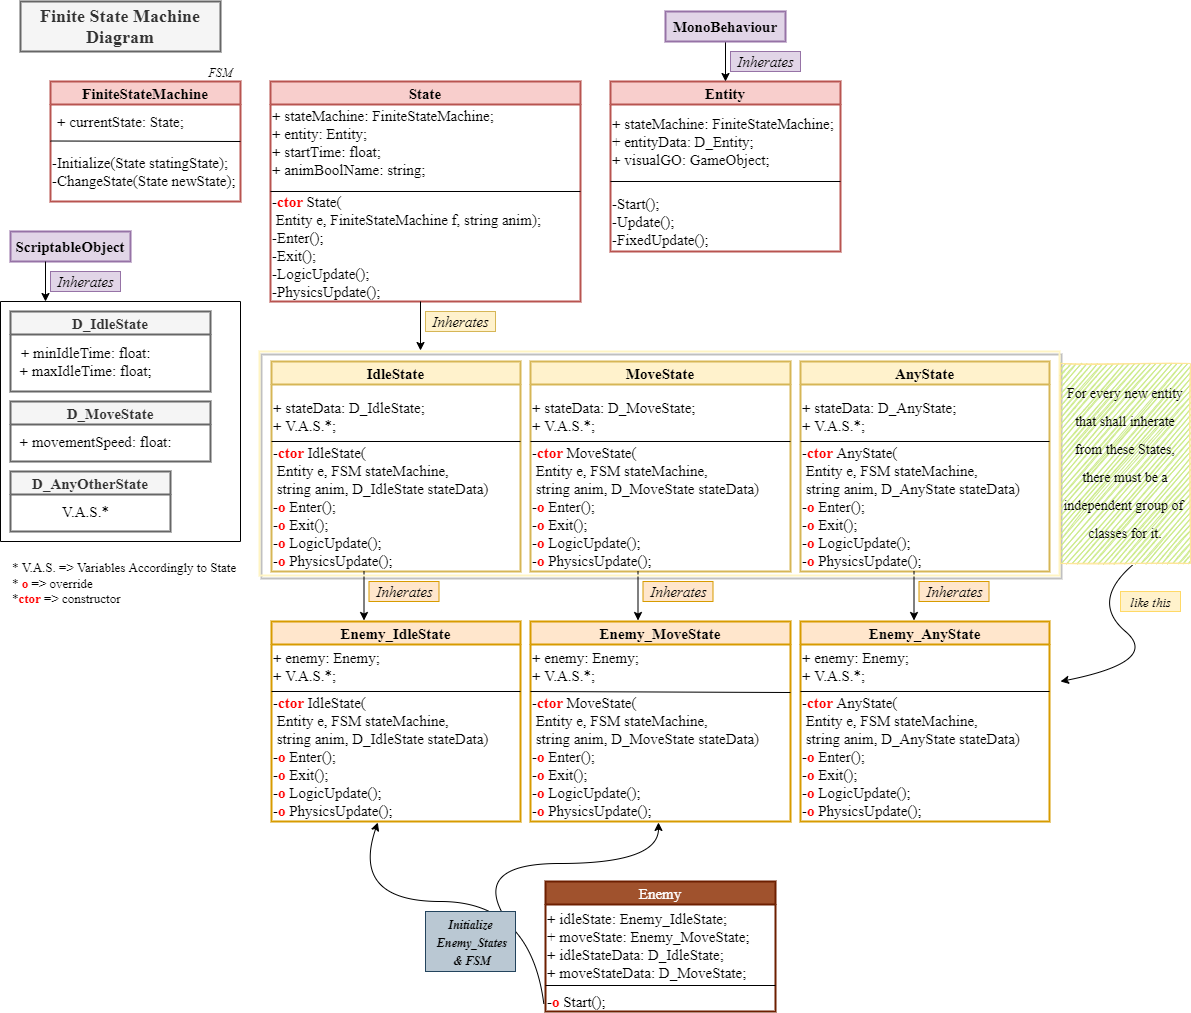 Finite State Machine
Diagram
MonoBehaviour
Inherates
FSM
FiniteStateMachine
+ currentState: State;
-Initialize(State statingState);
-ChangeState(State newState);
State
+ stateMachine: FiniteStateMachine;
+ entity: Entity;
+ startTime: float;
+ animBoolName: string;
-ctor State(
Entity e, FiniteStateMachine f, string anim);
-Enter();
-Exit();
-LogicUpdate();
-PhysicsUpdate();
Entity
+ stateMachine: FiniteStateMachine;
+ entityData: D_Entity;
+ visualGO: GameObject;
-Start();
-Update();
-FixedUpdate();
ScriptableObject
Inherates
D_IdleState
+ minIdleTime: float:
+ maxIdleTime: float;
D_MoveState
+ movementSpeed: float:
D_AnyOtherState
V.A.S.*
* V.A.S. => Variables Accordingly to State
* o => override
*ctor => constructor
Inherates
IdleState
+ stateData: D_IdleState;
+ V.A.S.*;
-ctor IdleState(
Entity e, FSM stateMachine,
string anim, D_IdleState stateData)
-o Enter();
-o Exit();
-o LogicUpdate();
-o PhysicsUpdate();
MoveState
+ stateData: D_MoveState;
+ V.A.S.*;
-ctor MoveState(
Entity e, FSM stateMachine,
string anim, D_MoveState stateData)
-o Enter();
-o Exit();
-o LogicUpdate();
-o PhysicsUpdate();
AnyState
+ stateData: D_AnyState;
+ V.A.S.*;
-ctor AnyState(
Entity e, FSM stateMachine,
string anim, D_AnyState stateData)
-o Enter();
-o Exit();
-o LogicUpdate();
-o PhysicsUpdate();
For every new entity
that shall inherate
from these States,
there must be a
independent group of
classes for it.
like this
Inherates
Inherates
Inherates
Enemy_IdleState
+ enemy: Enemy;
+ V.A.S.*;
-ctor IdleState(
Entity e, FSM stateMachine,
string anim, D_IdleState stateData)
-o Enter();
-o Exit();
-o LogicUpdate();
-o PhysicsUpdate();
Enemy_MoveState
+ enemy: Enemy;
+ V.A.S.*;
-ctor MoveState(
Entity e, FSM stateMachine,
string anim, D_MoveState stateData)
-o Enter();
-o Exit();
-o LogicUpdate();
-o PhysicsUpdate();
Enemy_AnyState
+ enemy: Enemy;
+ V.A.S.*;
-ctor AnyState(
Entity e, FSM stateMachine,
string anim, D_AnyState stateData)
-o Enter();
-o Exit();
-o LogicUpdate();
-o PhysicsUpdate();
Initialize
Enemy_States
& FSM
Enemy
+ idleState: Enemy_IdleState;
+ moveState: Enemy_MoveState;
+ idleStateData: D_IdleState;
+ moveStateData: D_MoveState;
-o Start();